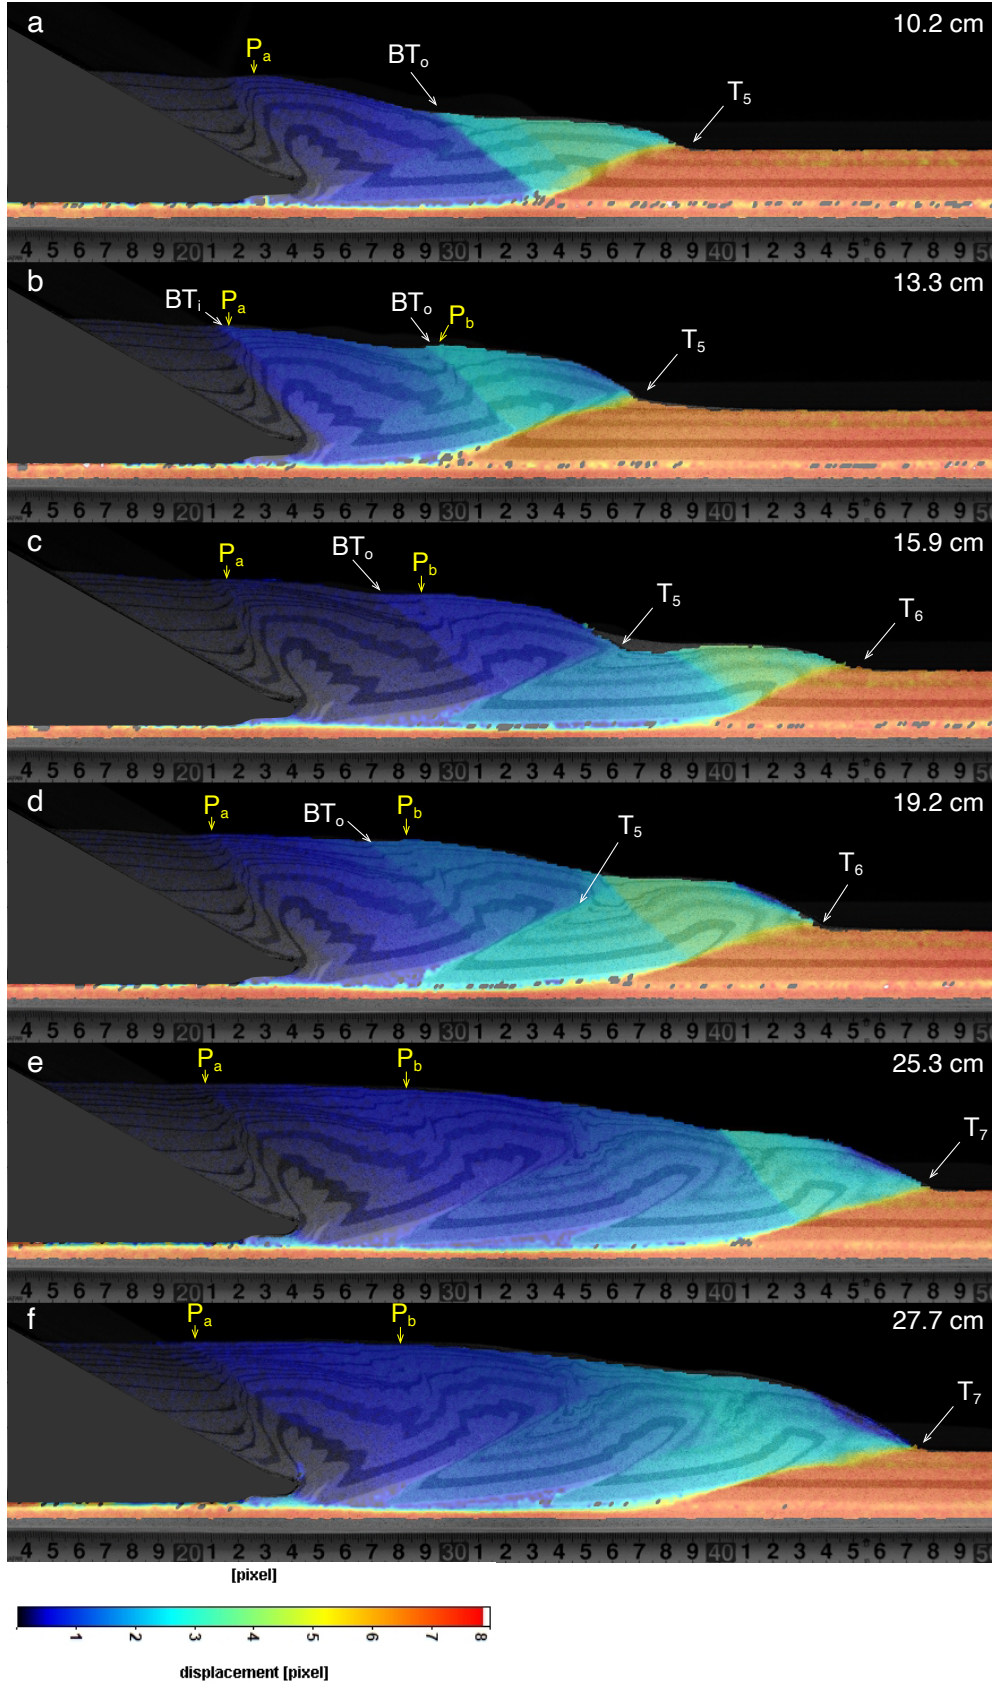 a 10.2 cm
Pa
BTo
T5
4 5 6 7 8 9 20 1 2 3 4 5 6 7 8 9 30 1 2 3 4 5 6 7 8 9 40 1 2 3 4 5 6 7 8 9 50
b 13.3 cm
BTi Pa BTo Pb
T5
4 5 6 7 8 9 20 1 2 3 4 5 6 7 8 9 30 1 2 3 4 5 6 7 8 9 40 1 2 3 4 5 6 7 8 9 50
c 15.9 cm
Pa BTo Pb
T5 T6
4 5 6 7 8 9 20 1 2 3 4 5 6 7 8 9 30 1 2 3 4 5 6 7 8 9 40 1 2 3 4 5 6 7 8 9 50
d 19.2 cm
Pa BTo Pb
T5 T6
4 5 6 7 8 9 20 1 2 3 4 5 6 7 8 9 30 1 2 3 4 5 6 7 8 9 40 1 2 3 4 5 6 7 8 9 50
e 25.3 cm
Pa Pb
T7
4 5 6 7 8 9 20 1 2 3 4 5 6 7 8 9 30 1 2 3 4 5 6 7 8 9 40 1 2 3 4 5 6 7 8 9 50
f 27.7 cm
Pa Pb
T7
4 5 6 7 8 9 20 1 2 3 4 5 6 7 8 9 30 1 2 3 4 5 6 7 8 9 40 1 2 3 4 5 6 7 8 9 50
[pixel]
1 2 3 4 5 6 7 8
displacement [pixel]